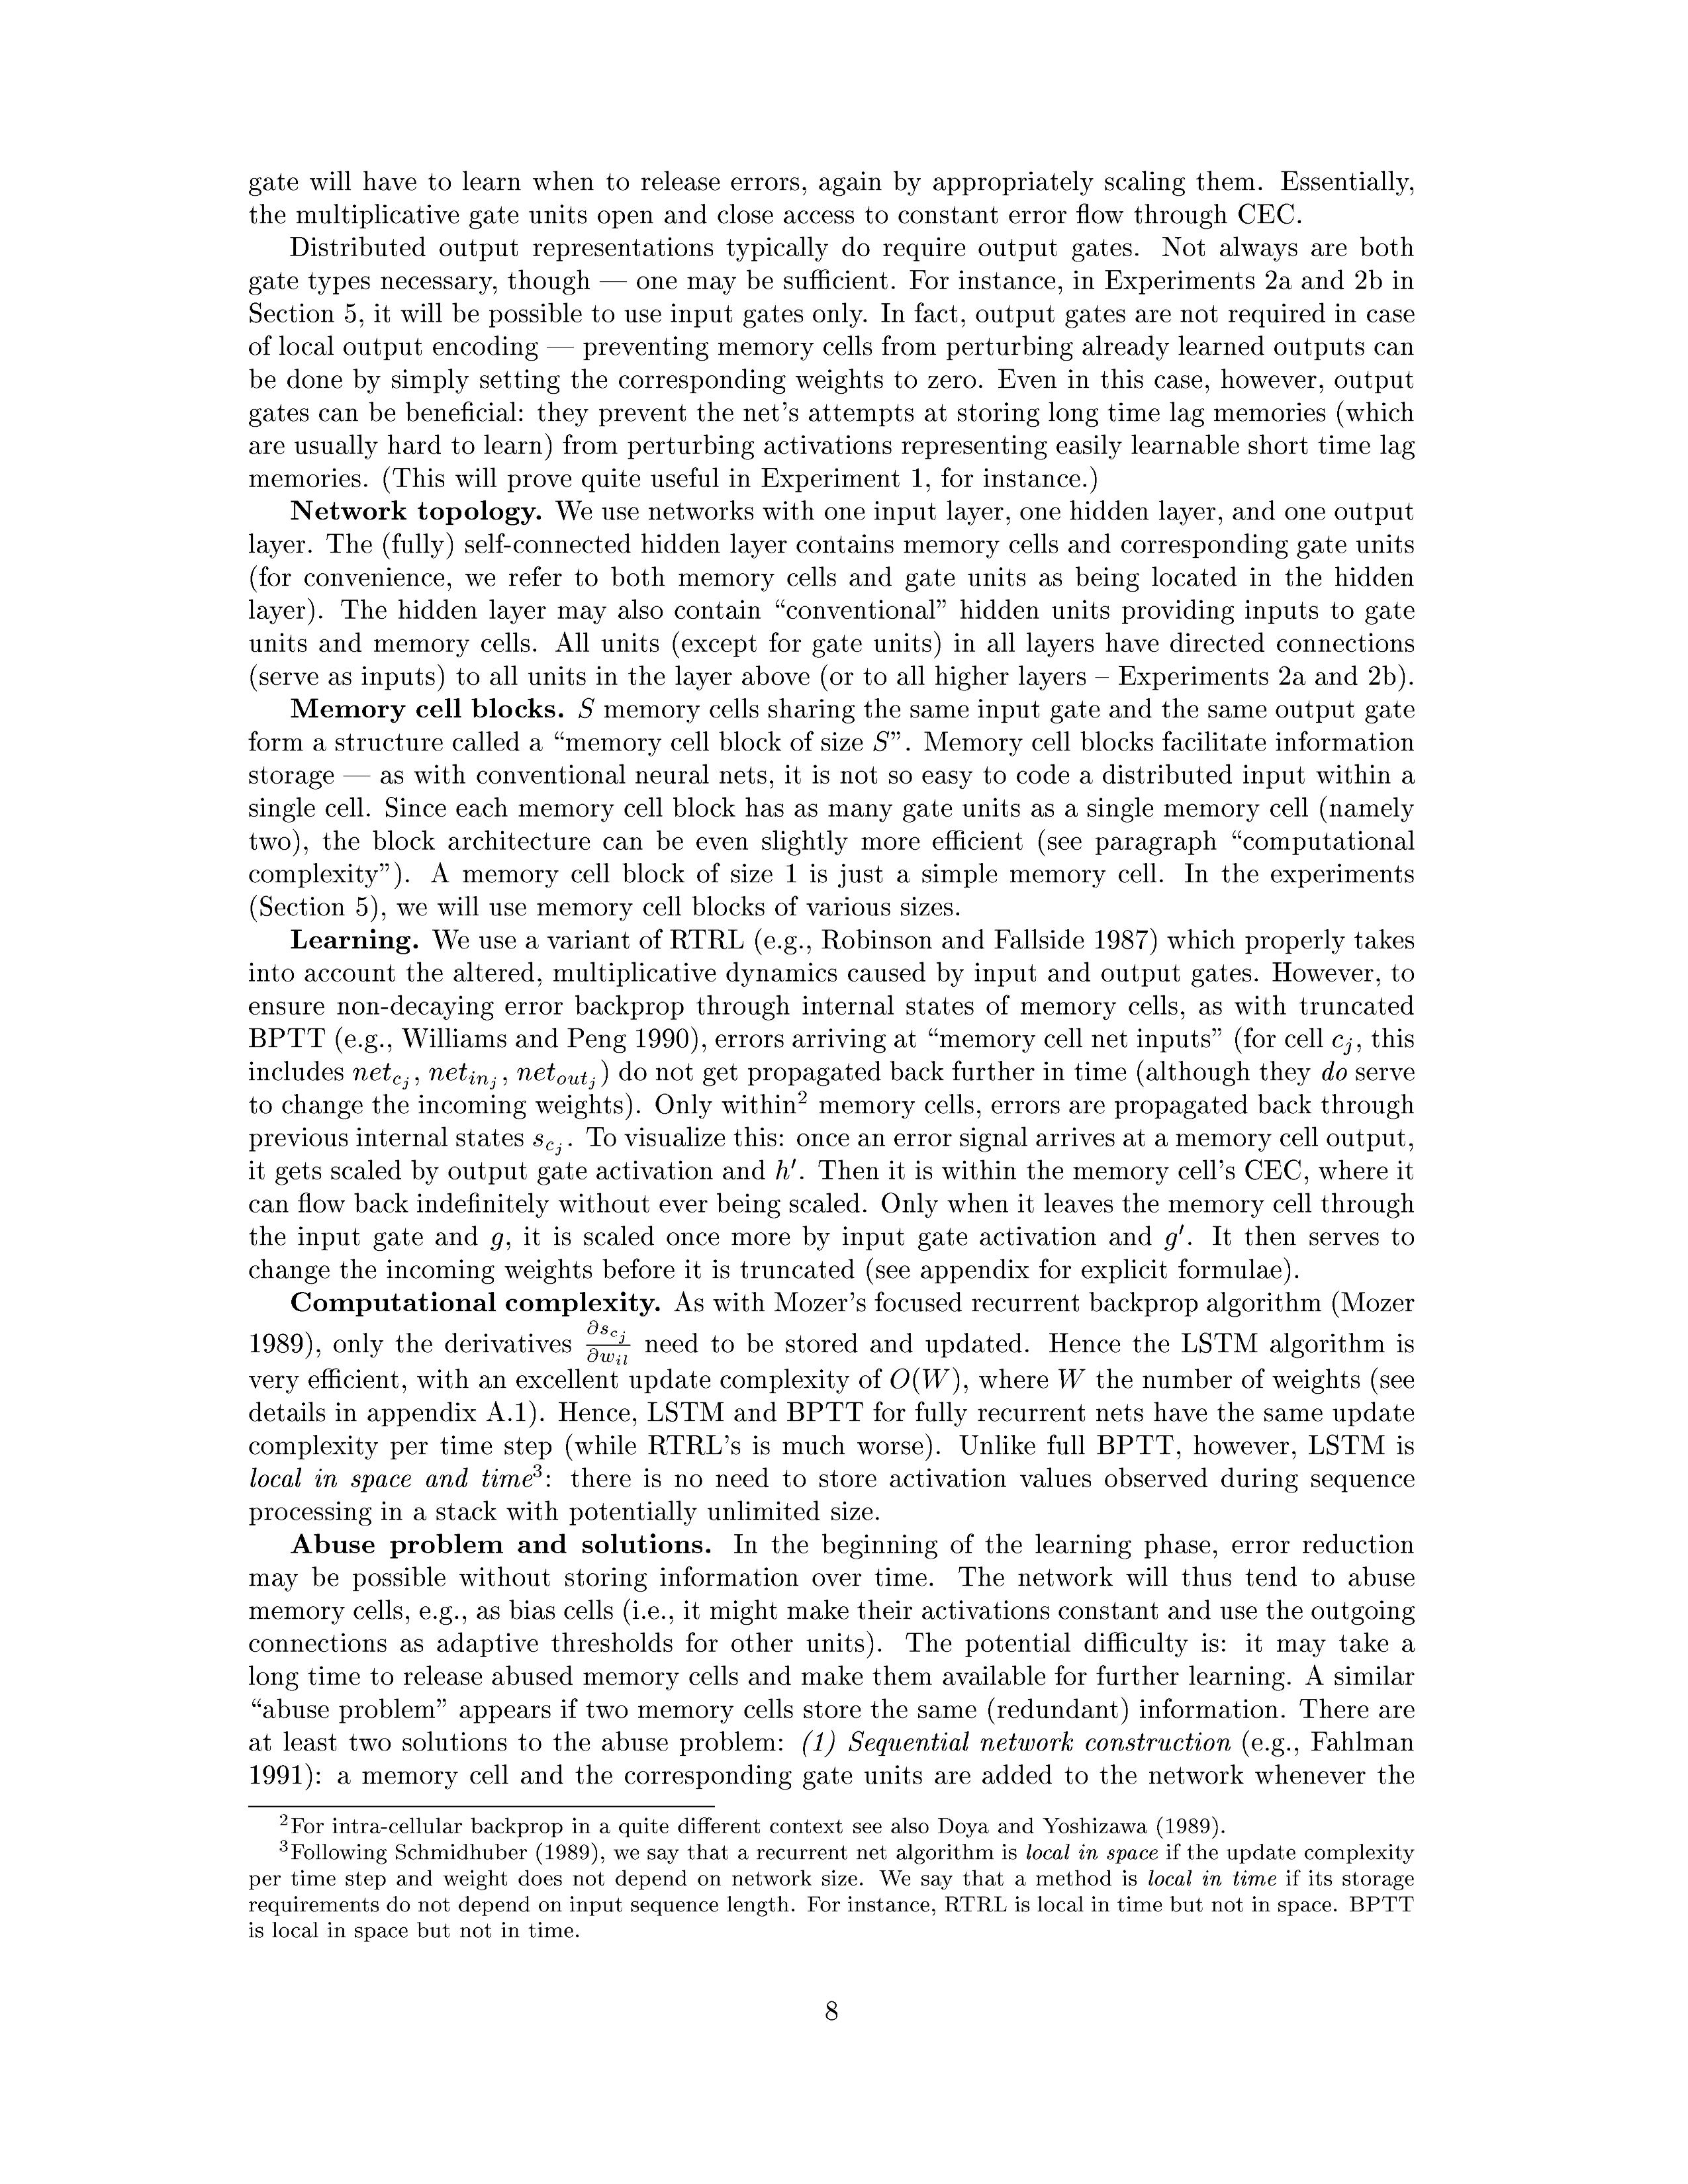 gate will have to learn when to release errors, again by appropriately scaling them. Essentially,
the multiplicative gate units open and close access to constant error flow through CEC.
Distributed output representations typically do require output gates. Not always are both
gate types necessary, though — one may be sufficient. For instance, in Experiments 2a and 2b in
Section 5, it will be possible to use input gates only. In fact, output gates are not required in case
of local output encoding — preventing memory cells from perturbing already learned outputs can
be done by simply setting the corresponding weights to zero. Even in this case, however, output
gates can be beneficial: they prevent the net's attempts at storing long time lag memories (which
are usually hard to learn) from perturbing activations representing easily learnable short time lag
memories. (This will prove quite useful in Experiment 1, for instance.)
Network topology. We use networks with one input layer, one hidden layer, and one output
layer. The (fully) self-connected hidden layer contains memory cells and corresponding gate units
(for convenience, we refer to both memory cells and gate units as being located in the hidden
layer). The hidden layer may also contain “conventional” hidden units providing inputs to gate
units and memory cells. All units (except for gate units) in all layers have directed connections
(serve as inputs) to all units in the layer above (or to all higher layers – Experiments 2a and 2b).
Memory cell blocks. S memory cells sharing the same input gate and the same output gate
form a structure called a “memory cell block of size S”. Memory cell blocks facilitate information
storage — as with conventional neural nets, it is not so easy to code a distributed input within a
single cell. Since each memory cell block has as many gate units as a single memory cell (namely
two), the block architecture can be even slightly more efficient (see paragraph “computational
complexity”). A memory cell block of size 1 is just a simple memory cell. In the experiments
(Section 5), we will use memory cell blocks of various sizes.
Learning. We use a variant of RTRL (e.g., Robinson and Fallside 1987) which properly takes
into account the altered, multiplicative dynamics caused by input and output gates. However, to
ensure non-decaying error backprop through internal states of memory cells, as with truncated
BPTT (e.g., Williams and Peng 1990), errors arriving at “memory cell net inputs” (for cell $c_j$, this
includes $net_{c_j}$, $net_{in_j}$, $net_{out_j}$) do not get propagated back further in time (although they do serve
to change the incoming weights). Only within² memory cells, errors are propagated back through
previous internal states $s_{c_j}$. To visualize this: once an error signal arrives at a memory cell output,
it gets scaled by output gate activation and h′. Then it is within the memory cell's CEC, where it
can flow back indefinitely without ever being scaled. Only when it leaves the memory cell through
the input gate and g, it is scaled once more by input gate activation and g′. It then serves to
change the incoming weights before it is truncated (see appendix for explicit formulae).
Computational complexity. As with Mozer's focused recurrent backprop algorithm (Mozer
1989), only the derivatives $\frac{\partial s_{c_j}}{\partial w_{il}}$ need to be stored and updated. Hence the LSTM algorithm is
very efficient, with an excellent update complexity of O(W), where W the number of weights (see
details in appendix A.1). Hence, LSTM and BPTT for fully recurrent nets have the same update
complexity per time step (while RTRL's is much worse). Unlike full BPTT, however, LSTM is
local in space and time³: there is no need to store activation values observed during sequence
processing in a stack with potentially unlimited size.
Abuse problem and solutions. In the beginning of the learning phase, error reduction
may be possible without storing information over time. The network will thus tend to abuse
memory cells, e.g., as bias cells (i.e., it might make their activations constant and use the outgoing
connections as adaptive thresholds for other units). The potential difficulty is: it may take a
long time to release abused memory cells and make them available for further learning. A similar
“abuse problem” appears if two memory cells store the same (redundant) information. There are
at least two solutions to the abuse problem: (1) Sequential network construction (e.g., Fahlman
1991): a memory cell and the corresponding gate units are added to the network whenever the
²For intra-cellular backprop in a quite different context see also Doya and Yoshizawa (1989).
³Following Schmidhuber (1989), we say that a recurrent net algorithm is local in space if the update complexity
per time step and weight does not depend on network size. We say that a method is local in time if its storage
requirements do not depend on input sequence length. For instance, RTRL is local in time but not in space. BPTT
is local in space but not in time.
8